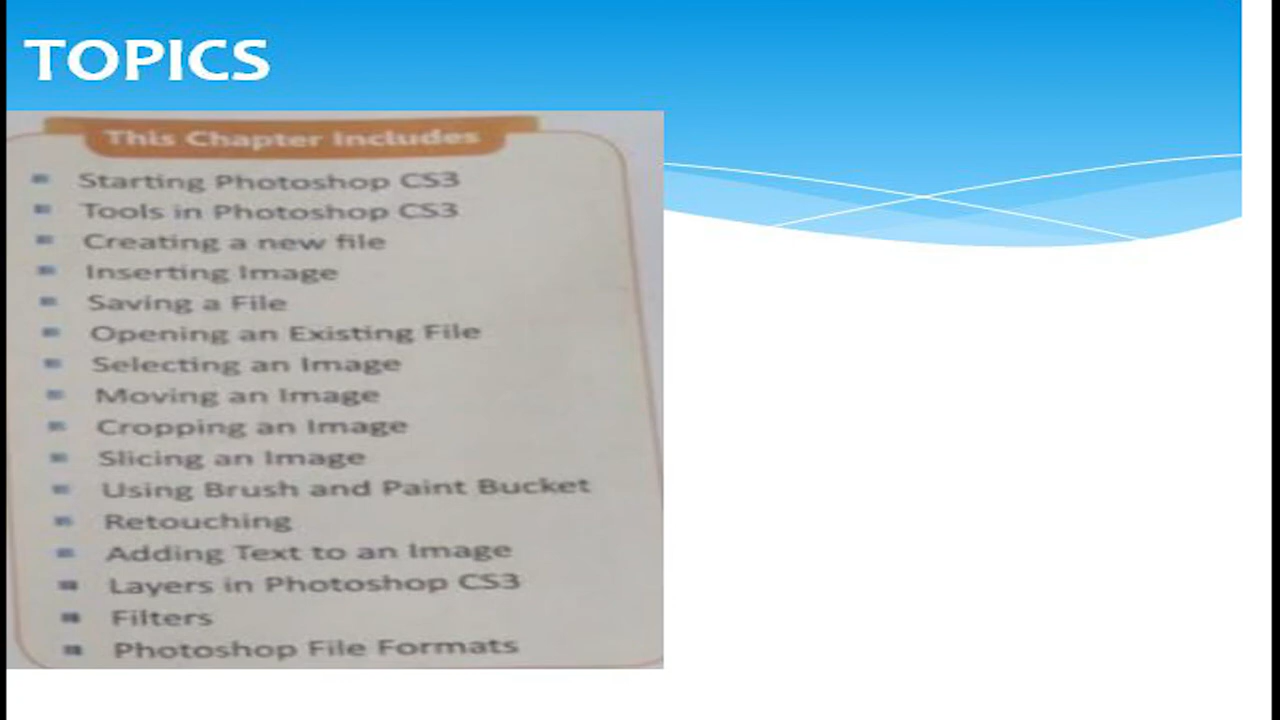 TOPICS
This Chapter Includes
Starting Photoshop CS3
Tools in Photoshop CS3
Creating a new file
Inserting Image
Saving a File
Opening an Existing File
Selecting an Image
Moving an Image
Cropping an Image
Slicing an Image
Using Brush and Paint Bucket
Retouching
Adding Text to an Image
Layers in Photoshop CS3
Filters
Photoshop File Formats